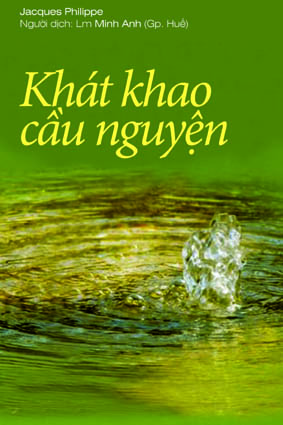 Jacques Philippe
Người dịch: Lm Minh Anh (Gp. Huế)
Khát khao
cầu nguyện